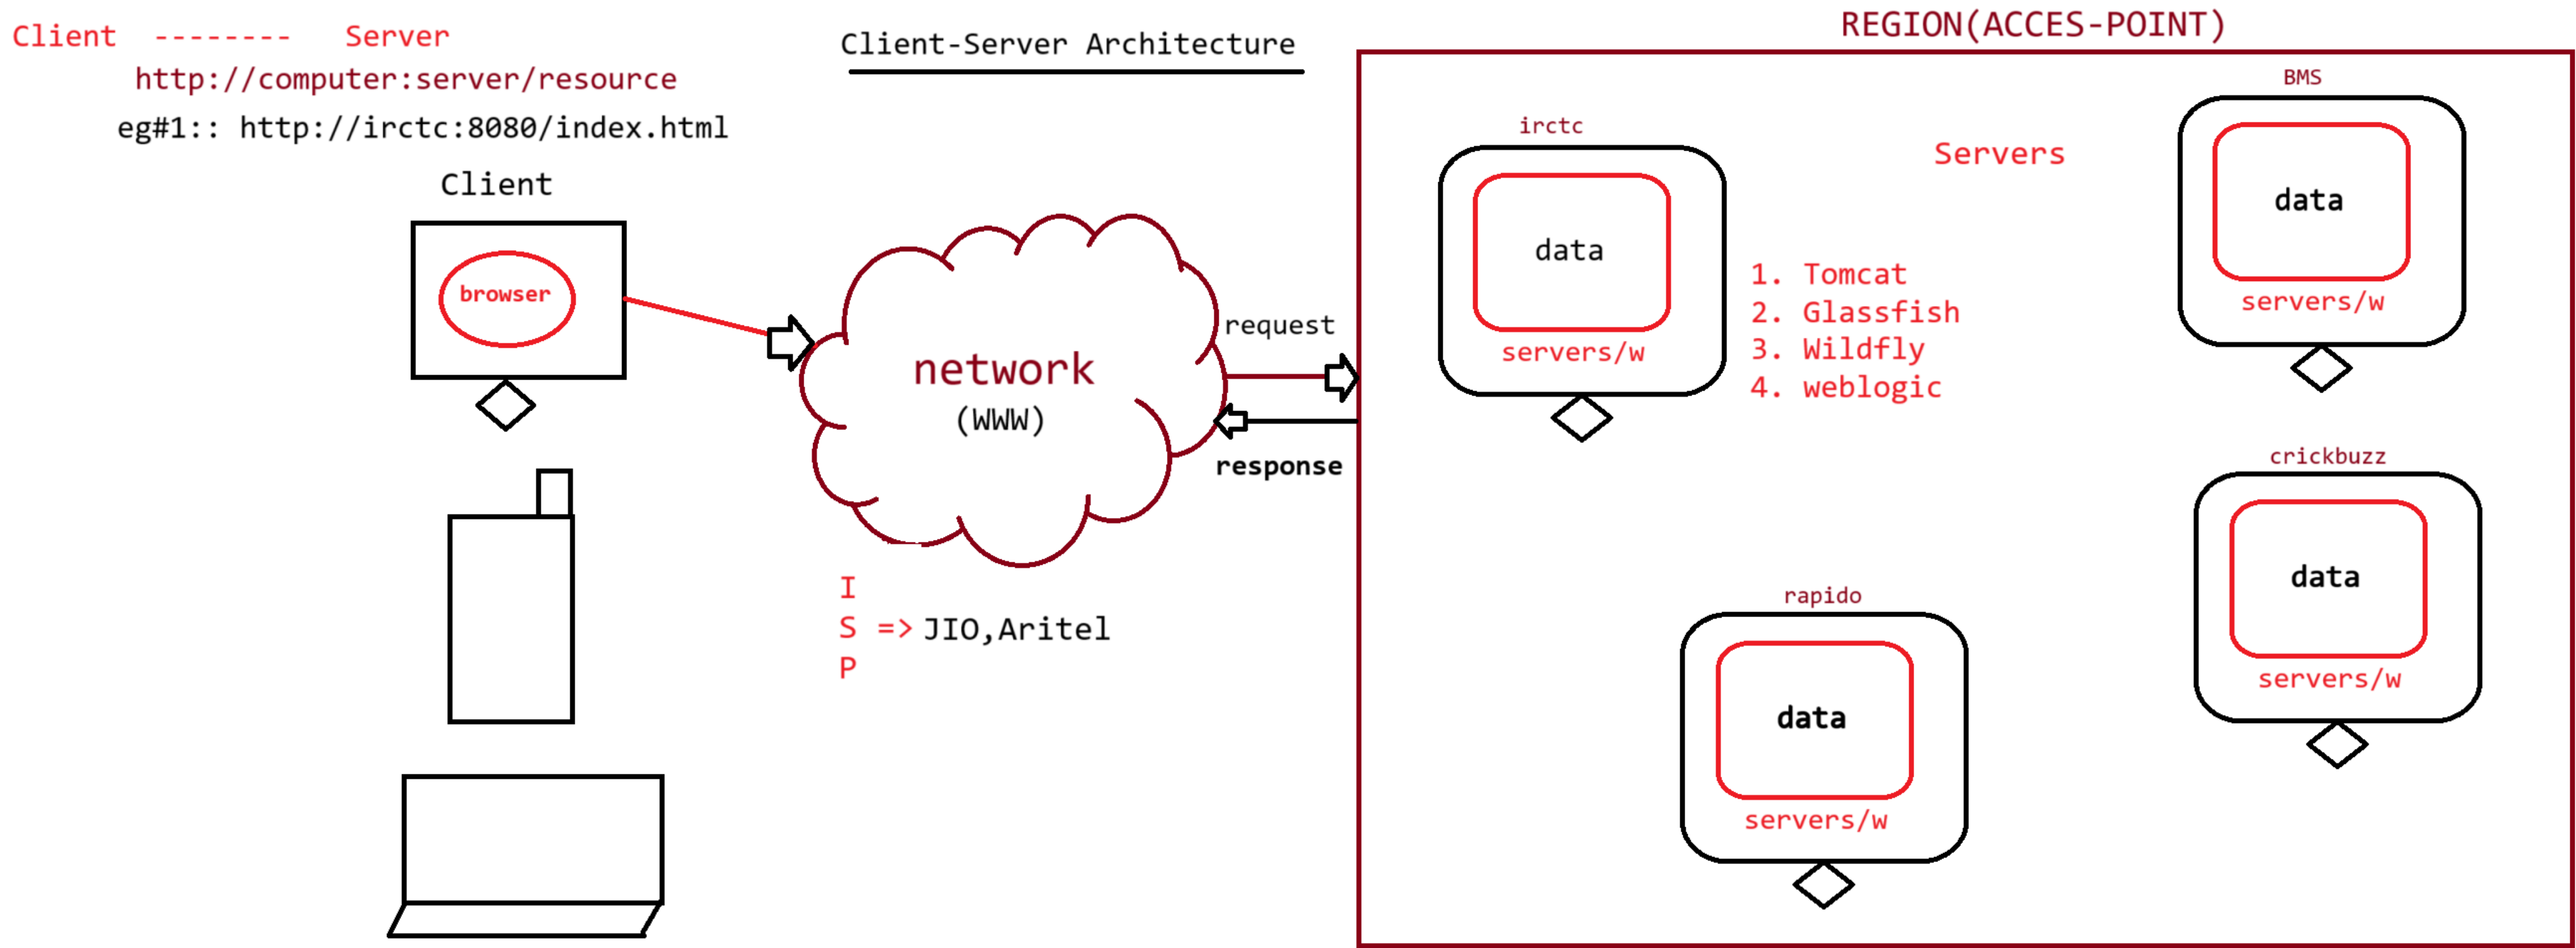 Client -------- Server
http://computer:server/resource
eg#1:: http://irctc:8080/index.html
Client-Server Architecture
REGION(ACCES-POINT)
Client
browser
network
(WWW)
request
response
I
S => JIO,Aritel
P
irctc
data
servers/w
Servers
1. Tomcat
2. Glassfish
3. Wildfly
4. weblogic
BMS
data
servers/w
crickbuzz
data
servers/w
rapido
data
servers/w